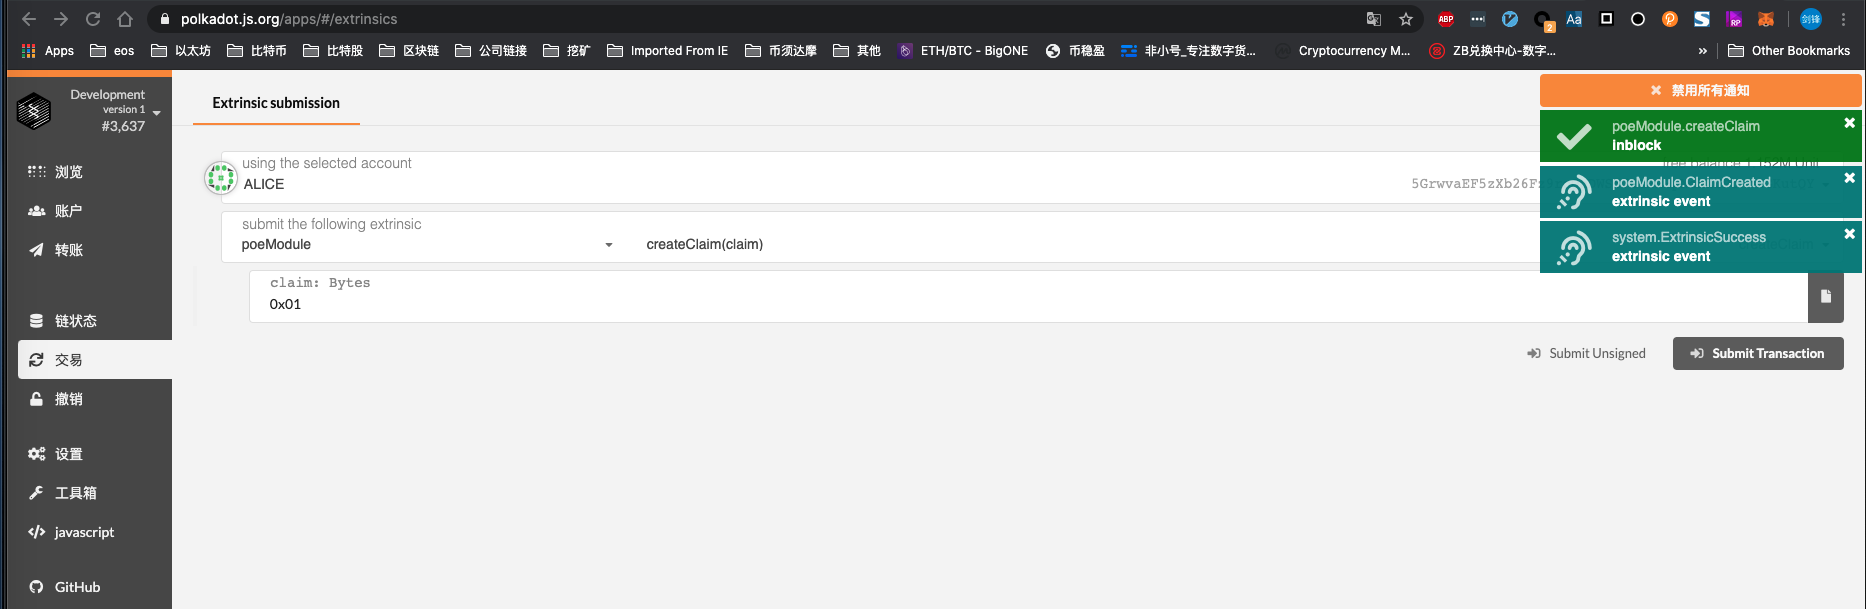 polkadot.js.org/apps/#/extrinsics
ABP
2
Aa
RP
剑锋
Apps
eos
以太坊
比特币
比特股
区块链
公司链接
挖矿
Imported From IE
币须达摩
其他
ETH/BTC - BigONE
币稳盈
非小号_专注数字货...
Cryptocurrency M...
ZB兑换中心-数字...
»
Other Bookmarks
Development
version 1
#3,637
浏览
账户
转账
链状态
交易
撤销
设置
工具箱
javascript
GitHub
Extrinsic submission
using the selected account
ALICE
5GrwvaEF5zXb26F
submit the following extrinsic
poeModule
createClaim(claim)
claim: Bytes
0x01
Submit Unsigned
Submit Transaction
禁用所有通知
poeModule.createClaim
inblock
poeModule.ClaimCreated
extrinsic event
system.ExtrinsicSuccess
extrinsic event